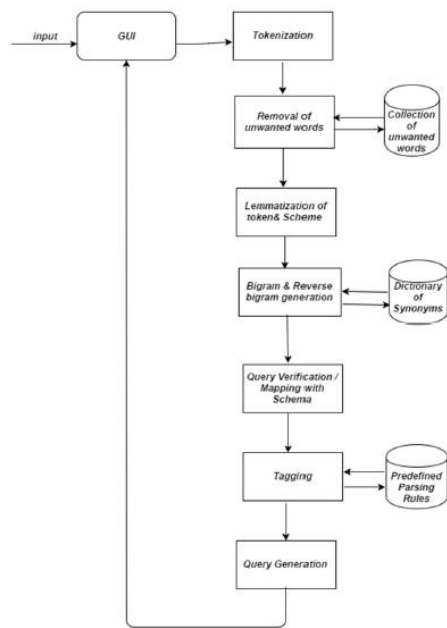 input
GUI
Tokenization
Removal of
unwanted words
Collection
of
unwanted
words
Lemmatization of
token& Scheme
Bigram & Reverse
bigram generation
Dictionary
of
Synonyms
Query Verification /
Mapping with
Schema
Tagging
Predefined
Parsing
Rules
Query Generation